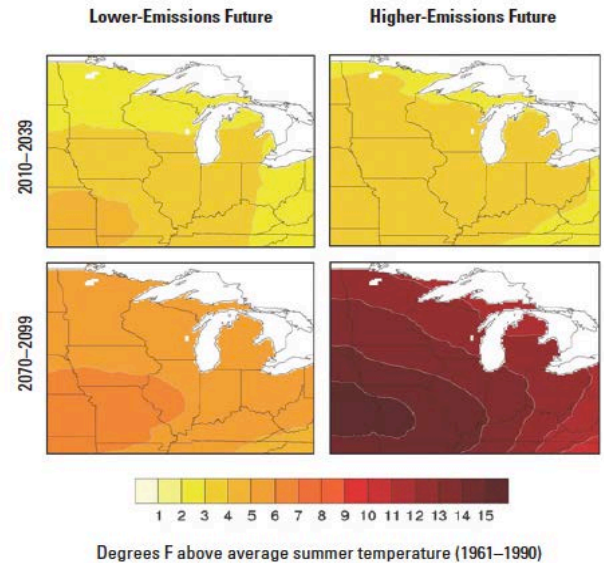 Lower-Emissions Future
Higher-Emissions Future
2010–2039
2070–2099
1 2 3 4 5 6 7 8 9 10 11 12 13 14 15
Degrees F above average summer temperature (1961–1990)